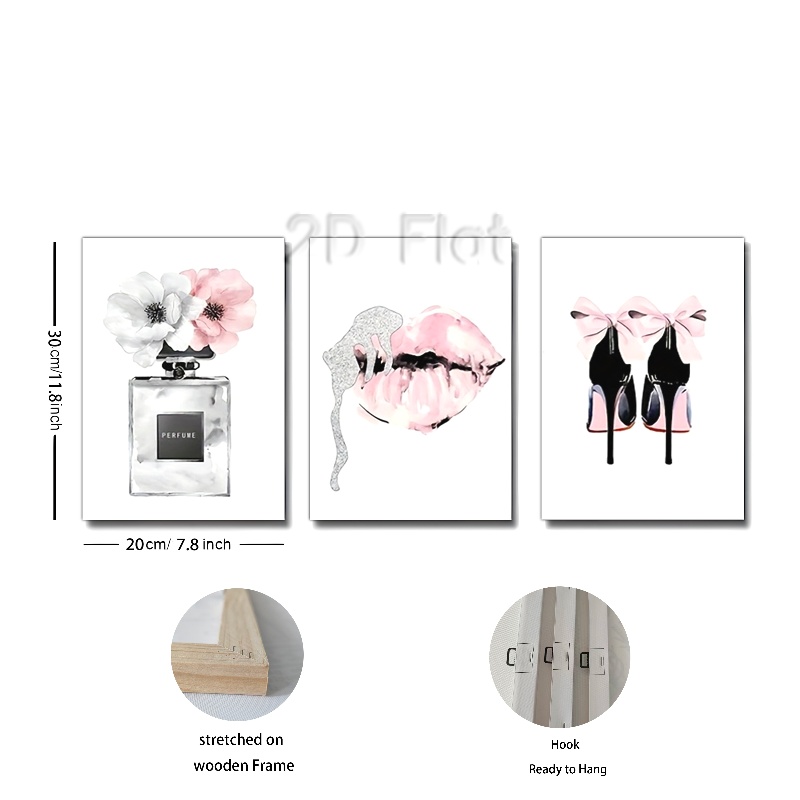 2D Flat
30cm/11.8inch
PERFUME
20cm/ 7.8 inch
stretched on
wooden Frame
Hook
Ready to Hang